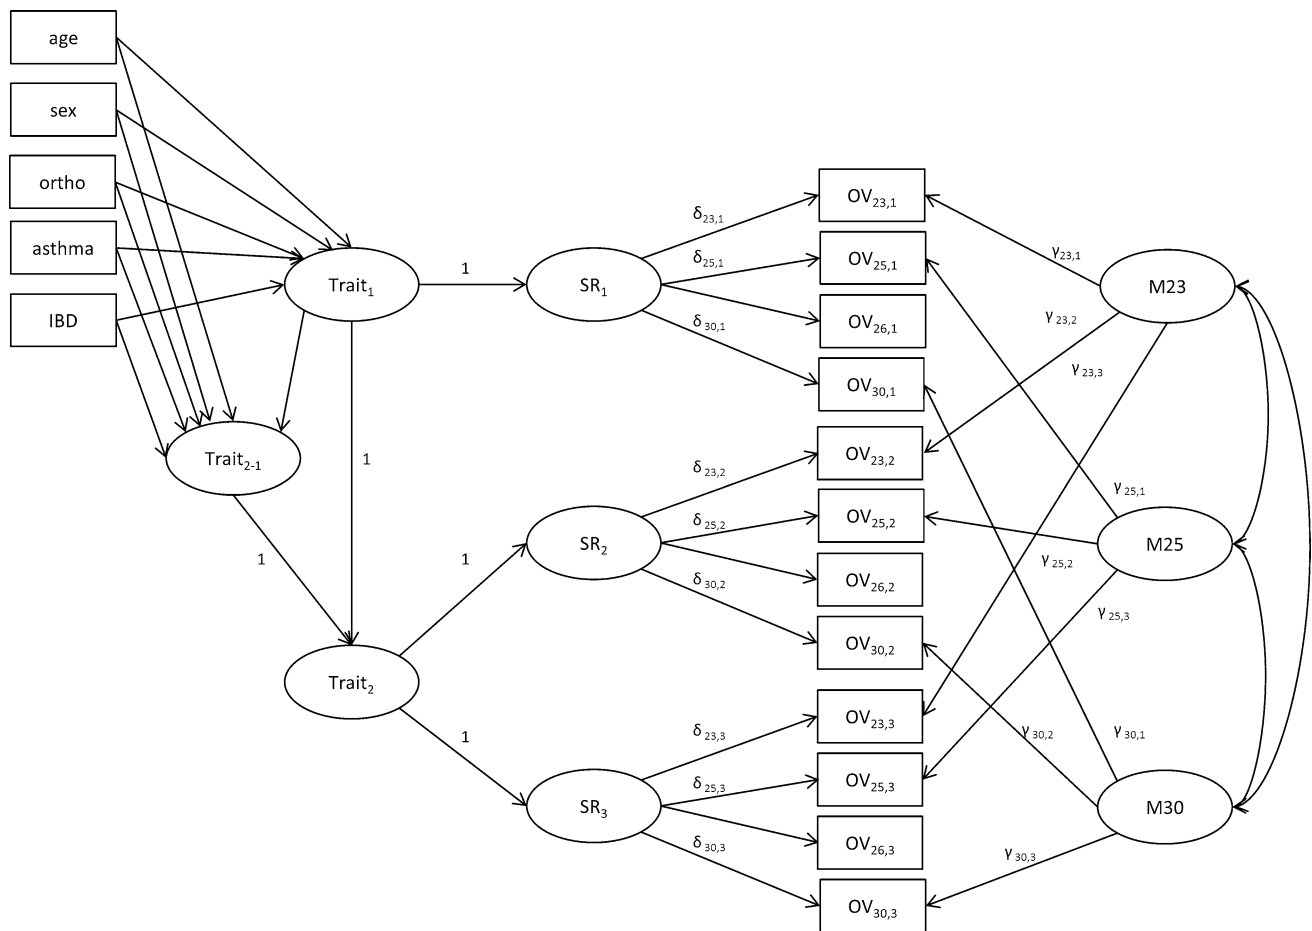 age
sex
ortho
asthma
IBD
Trait1
Trait2-1
Trait2
1
1
1
1
1
SR1
SR2
SR3
δ23,1
δ25,1
δ30,1
δ23,2
δ25,2
δ30,2
δ23,3
δ25,3
δ30,3
OV23,1
OV25,1
OV26,1
OV30,1
OV23,2
OV25,2
OV26,2
OV30,2
OV23,3
OV25,3
OV26,3
OV30,3
γ23,1
γ23,2
γ23,3
γ25,1
γ25,2
γ25,3
γ30,1
γ30,2
γ30,3
M23
M25
M30